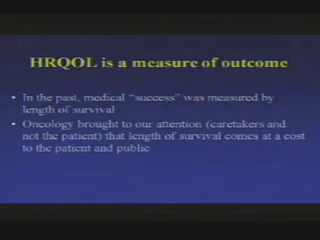 HRQOL is a measure of outcome
• In the past, medical “success” was measured by
length of survival
• Oncology brought to our attention (caretakers and
not the patient) that length of survival comes at a cost
to the patient and public